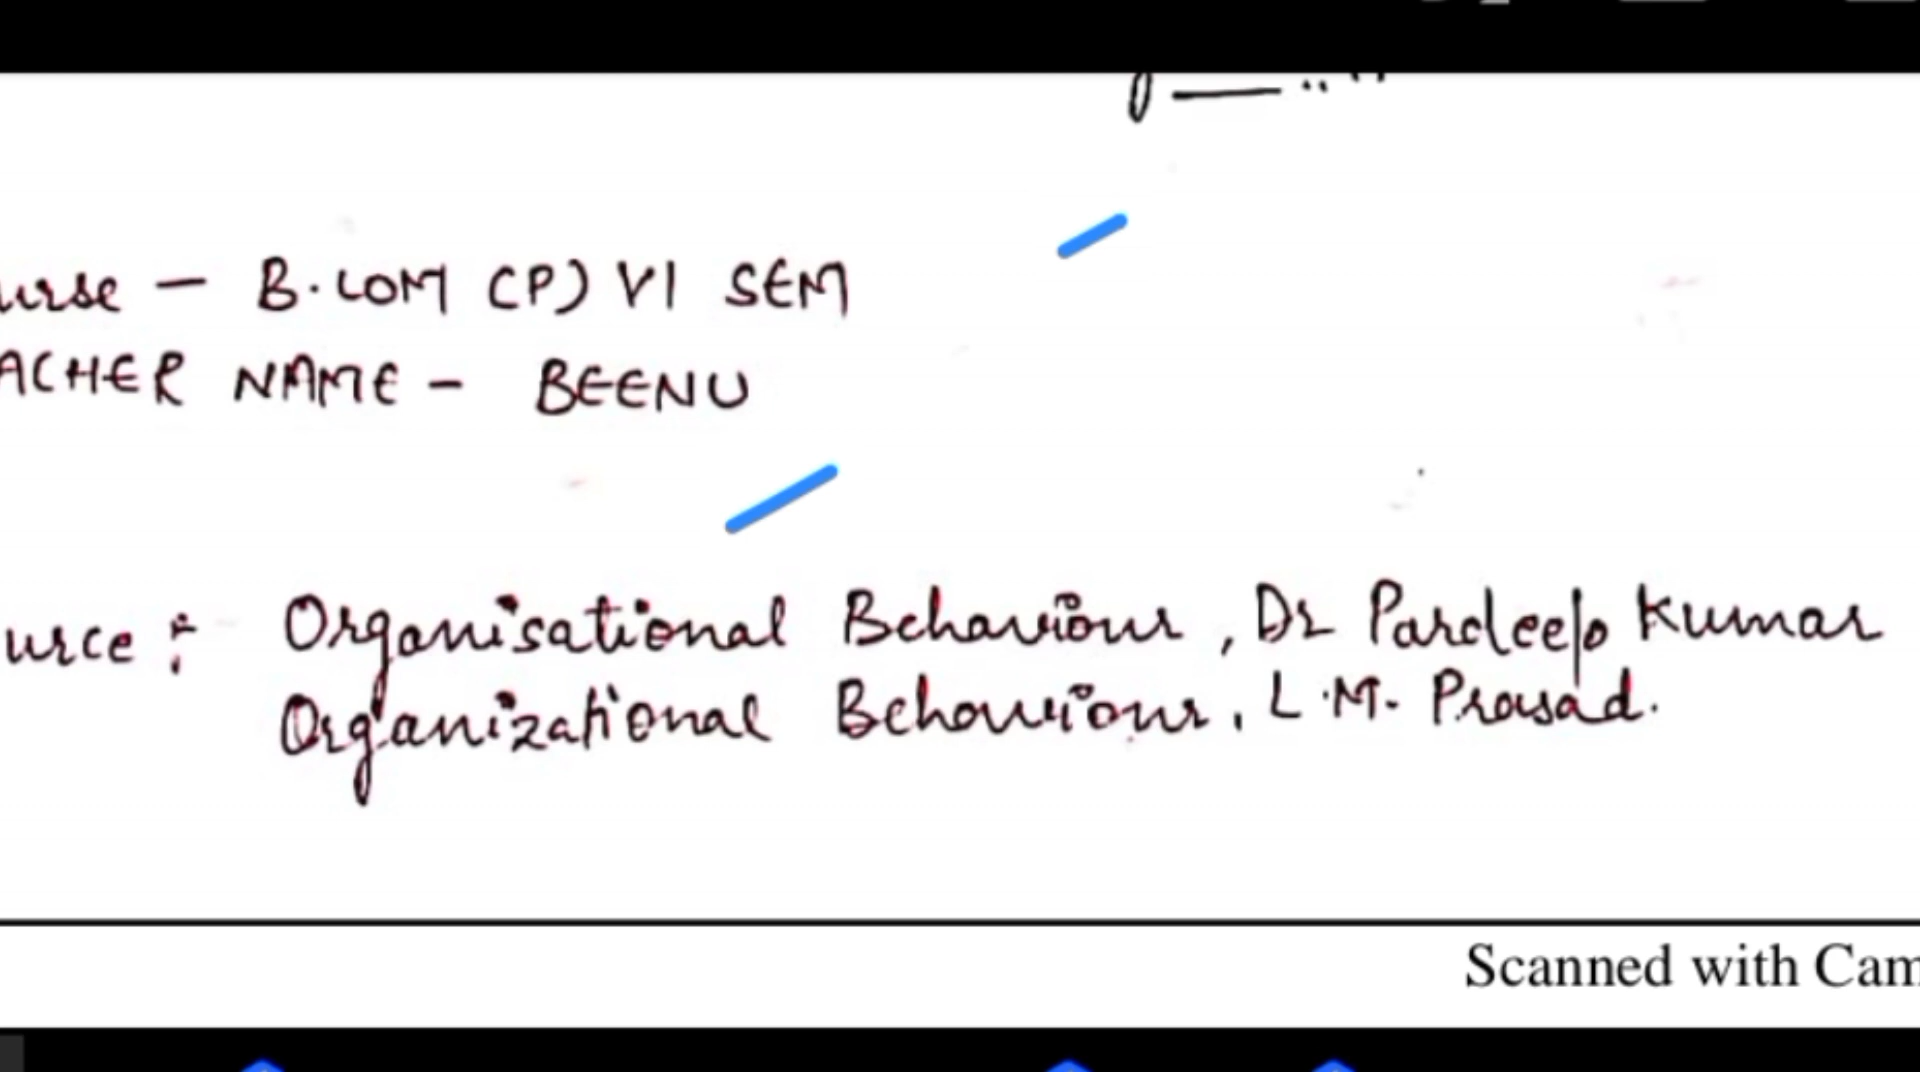 urse - B.COM (P) VI SEM
ACHER NAME - BEENU
urce : Organisational Behaviour, Dr Pardeep Kumar
Organizational Behaviour, L.M. Prasad.
Scanned with Cam